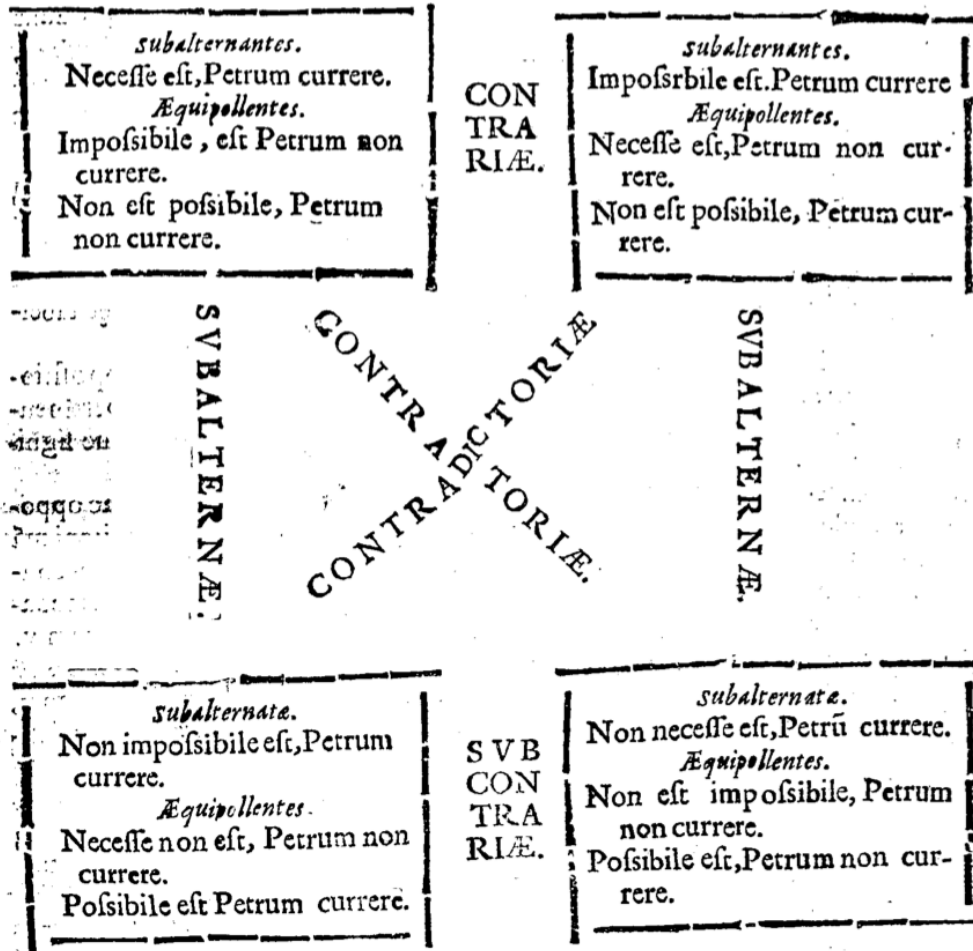 subalternantes.
Neceſſe eſt, Petrum currere.
Æquipollentes.
Impoſsibile, eſt Petrum non
currere.
Non eſt poſsibile, Petrum
non currere.
CON
TRA
RIÆ.
subalternantes.
Impoſsrbile eſt. Petrum currere
Æquipollentes.
Neceſſe eſt, Petrum non cur-
rere.
Non eſt poſsibile, Petrum cur-
rere.
SVBALTERNÆ.
CONTRA TORIÆ.
CONTRADICTORIÆ
SVBALTERNÆ.
subalternatæ.
Non impoſsibile eſt, Petrum
currere.
Æquipollentes.
Neceſſe non eſt, Petrum non
currere.
Poſsibile eſt Petrum currere.
SVB
CON
TRA
RIÆ.
subalternatæ.
Non neceſſe eſt, Petrū currere.
Æquipollentes.
Non eſt impoſsibile, Petrum
non currere.
Poſsibile eſt, Petrum non cur-
rere.